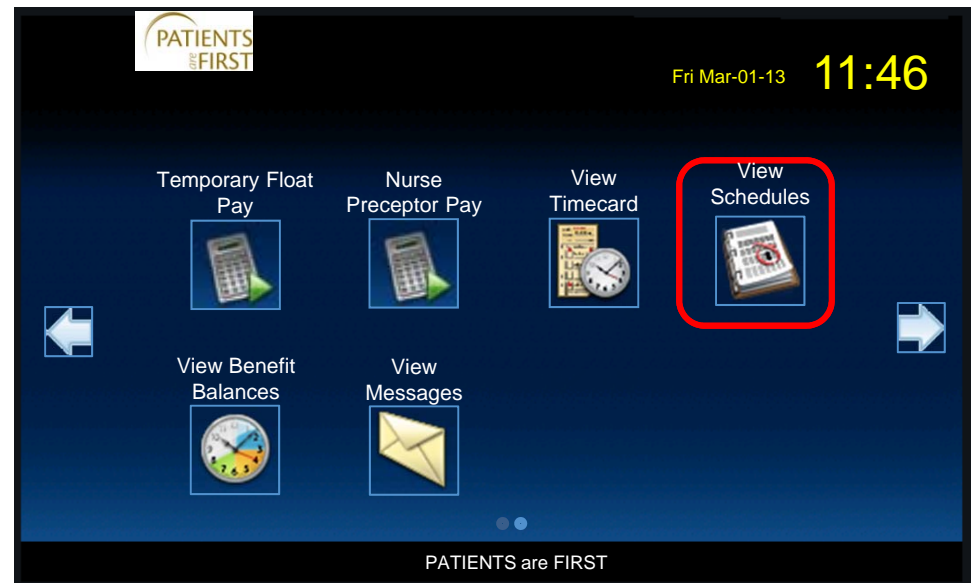 PATIENTS
are FIRST
Fri Mar-01-13 11:46
Temporary Float
Pay
Nurse
Preceptor Pay
View
Timecard
View
Schedules
View Benefit
Balances
View
Messages
PATIENTS are FIRST